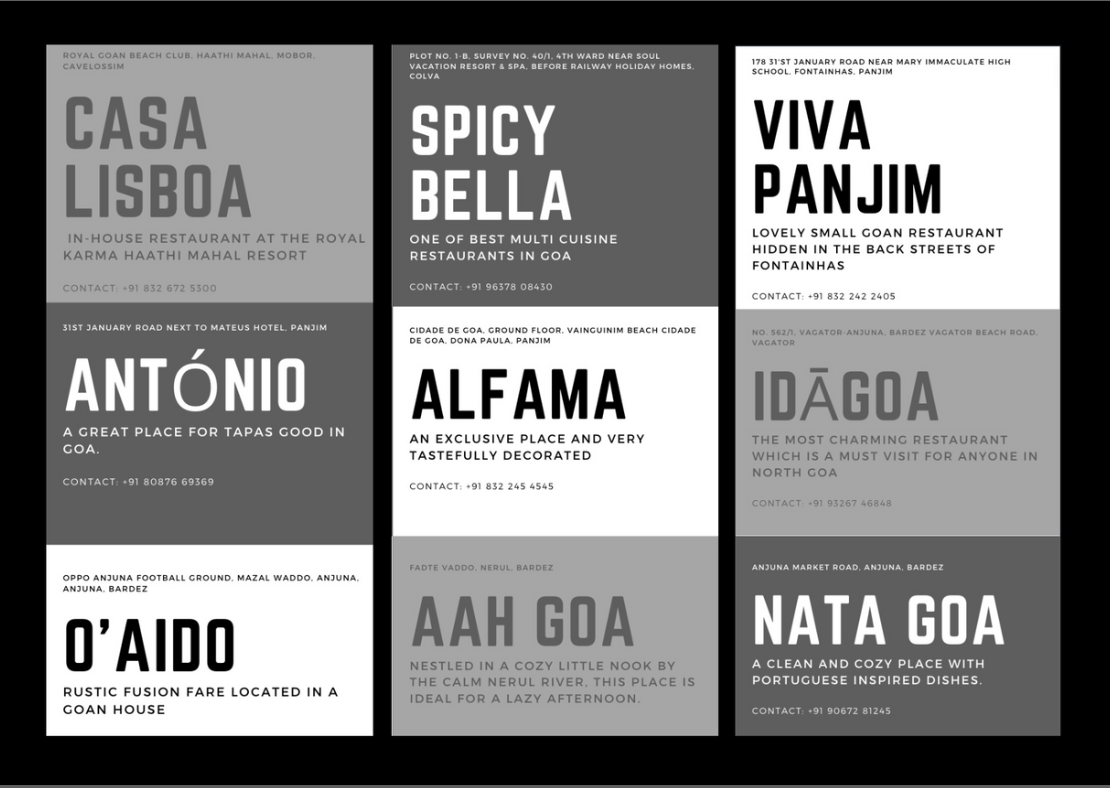 ROYAL GOAN BEACH CLUB, HAATHI MAHAL, MOBOR,
CAVELOSSIM
CASA
LISBOA
IN-HOUSE RESTAURANT AT THE ROYAL
KARMA HAATHI MAHAL RESORT
CONTACT: +91 832 672 5300
31ST JANUARY ROAD NEXT TO MATEUS HOTEL, PANJIM
ANTÓNIO
A GREAT PLACE FOR TAPAS GOOD IN
GOA.
CONTACT: +91 80876 69369
OPPO ANJUNA FOOTBALL GROUND, MAZAL WADDO, ANJUNA,
ANJUNA, BARDEZ
O'AIDO
RUSTIC FUSION FARE LOCATED IN A
GOAN HOUSE
PLOT NO. 1-B, SURVEY NO. 40/1, 4TH WARD NEAR SOUL
VACATION RESORT & SPA, BEFORE RAILWAY HOLIDAY HOMES,
COLVA
SPICY
BELLA
ONE OF BEST MULTI CUISINE
RESTAURANTS IN GOA
CONTACT: +91 96378 08430
CIDADE DE GOA, GROUND FLOOR, VAINGUINIM BEACH CIDADE
DE GOA, DONA PAULA, PANJIM
ALFAMA
AN EXCLUSIVE PLACE AND VERY
TASTEFULLY DECORATED
CONTACT: +91 832 245 4545
FADTE VADDO, NERUL, BARDEZ
AAH GOA
NESTLED IN A COZY LITTLE NOOK BY
THE CALM NERUL RIVER, THIS PLACE IS
IDEAL FOR A LAZY AFTERNOON.
178 31'ST JANUARY ROAD NEAR MARY IMMACULATE HIGH
SCHOOL, FONTAINHAS, PANJIM
VIVA
PANJIM
LOVELY SMALL GOAN RESTAURANT
HIDDEN IN THE BACK STREETS OF
FONTAINHAS
CONTACT: +91 832 242 2405
NO. 562/1, VAGATOR-ANJUNA, BARDEZ VAGATOR BEACH ROAD,
VAGATOR
IDĀGOA
THE MOST CHARMING RESTAURANT
WHICH IS A MUST VISIT FOR ANYONE IN
NORTH GOA
CONTACT: +91 93267 46848
ANJUNA MARKET ROAD, ANJUNA, BARDEZ
NATA GOA
A CLEAN AND COZY PLACE WITH
PORTUGUESE INSPIRED DISHES.
CONTACT: +91 90672 81245